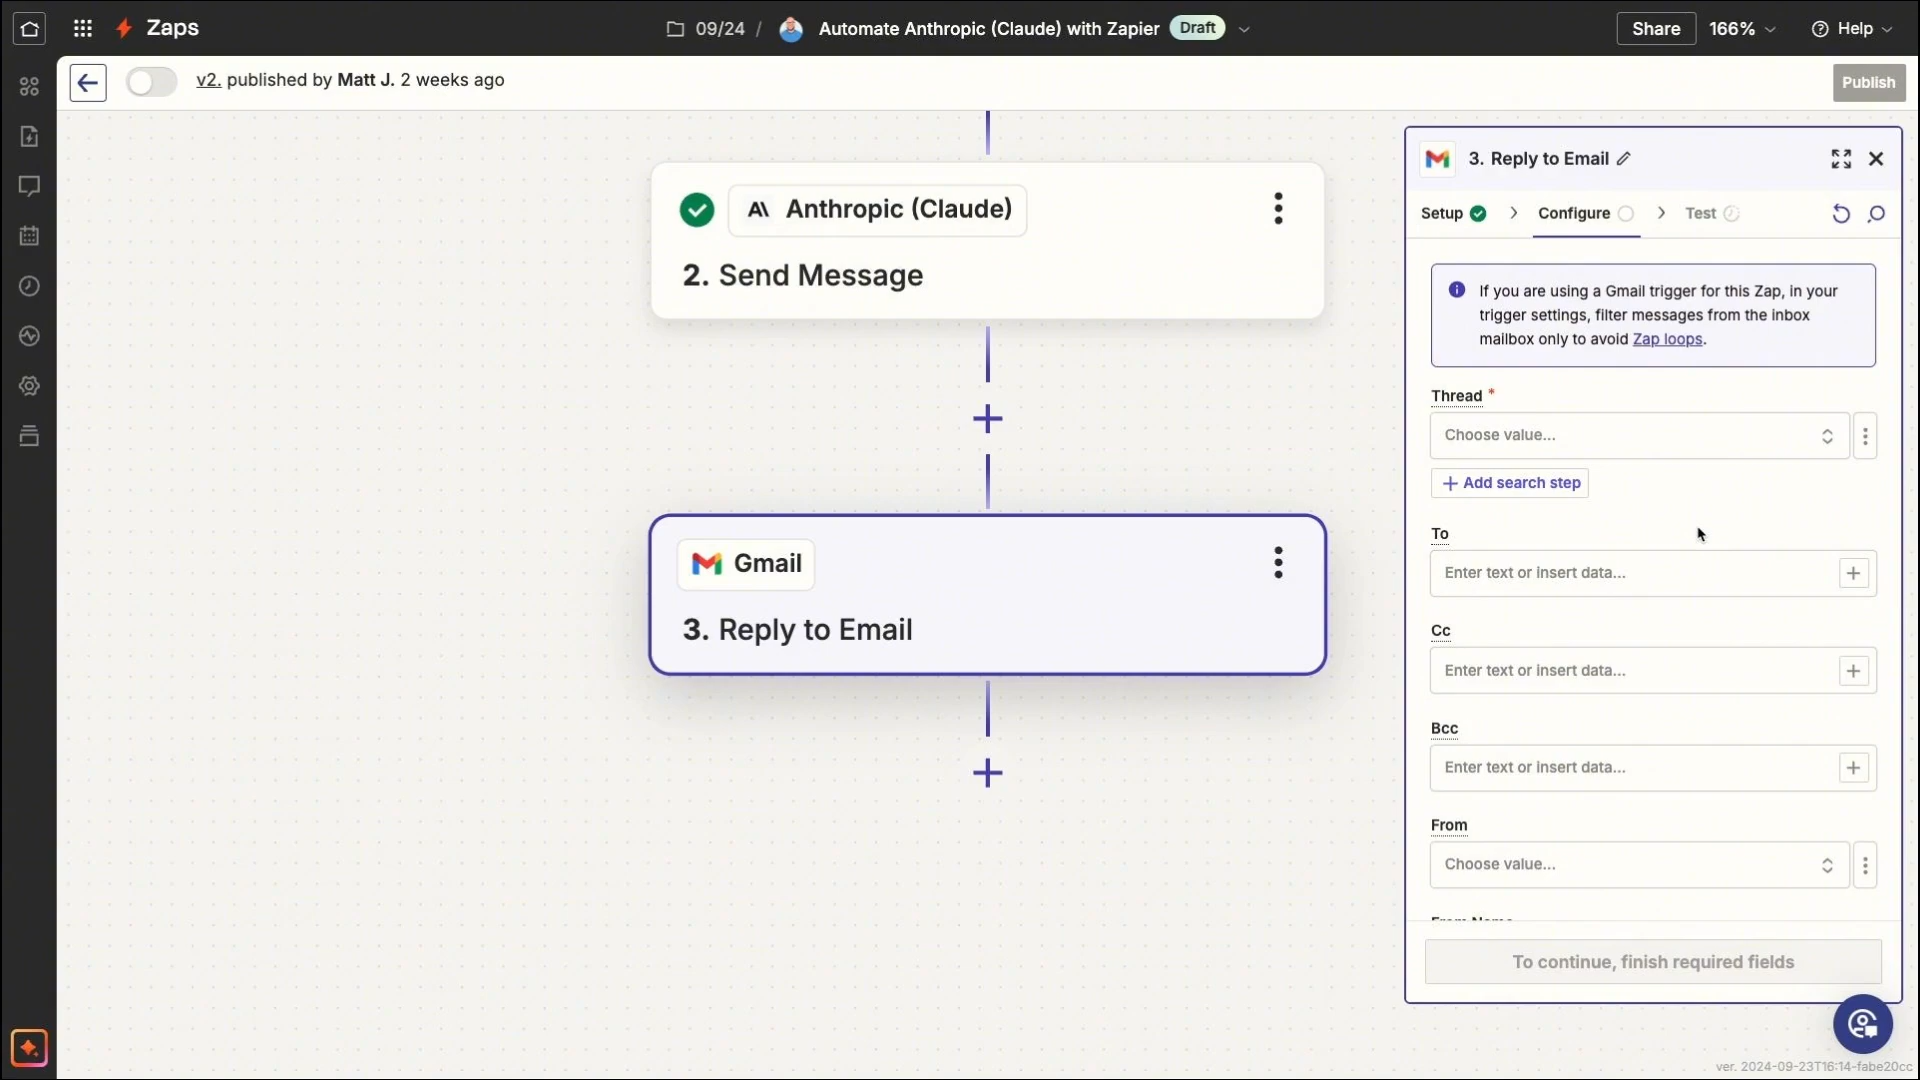 Zaps
09/24 / Automate Anthropic (Claude) with Zapier Draft
Share 166% Help
v2. published by Matt J. 2 weeks ago
Publish
Anthropic (Claude)
2. Send Message
Gmail
3. Reply to Email
3. Reply to Email
Setup Configure Test
If you are using a Gmail trigger for this Zap, in your
trigger settings, filter messages from the inbox
mailbox only to avoid Zap loops.
Thread *
Choose value...
Add search step
To
Enter text or insert data...
Cc
Enter text or insert data...
Bcc
Enter text or insert data...
From
Choose value...
From Name
To continue, finish required fields
ver. 2024-09-23T16:14-fabe20cc